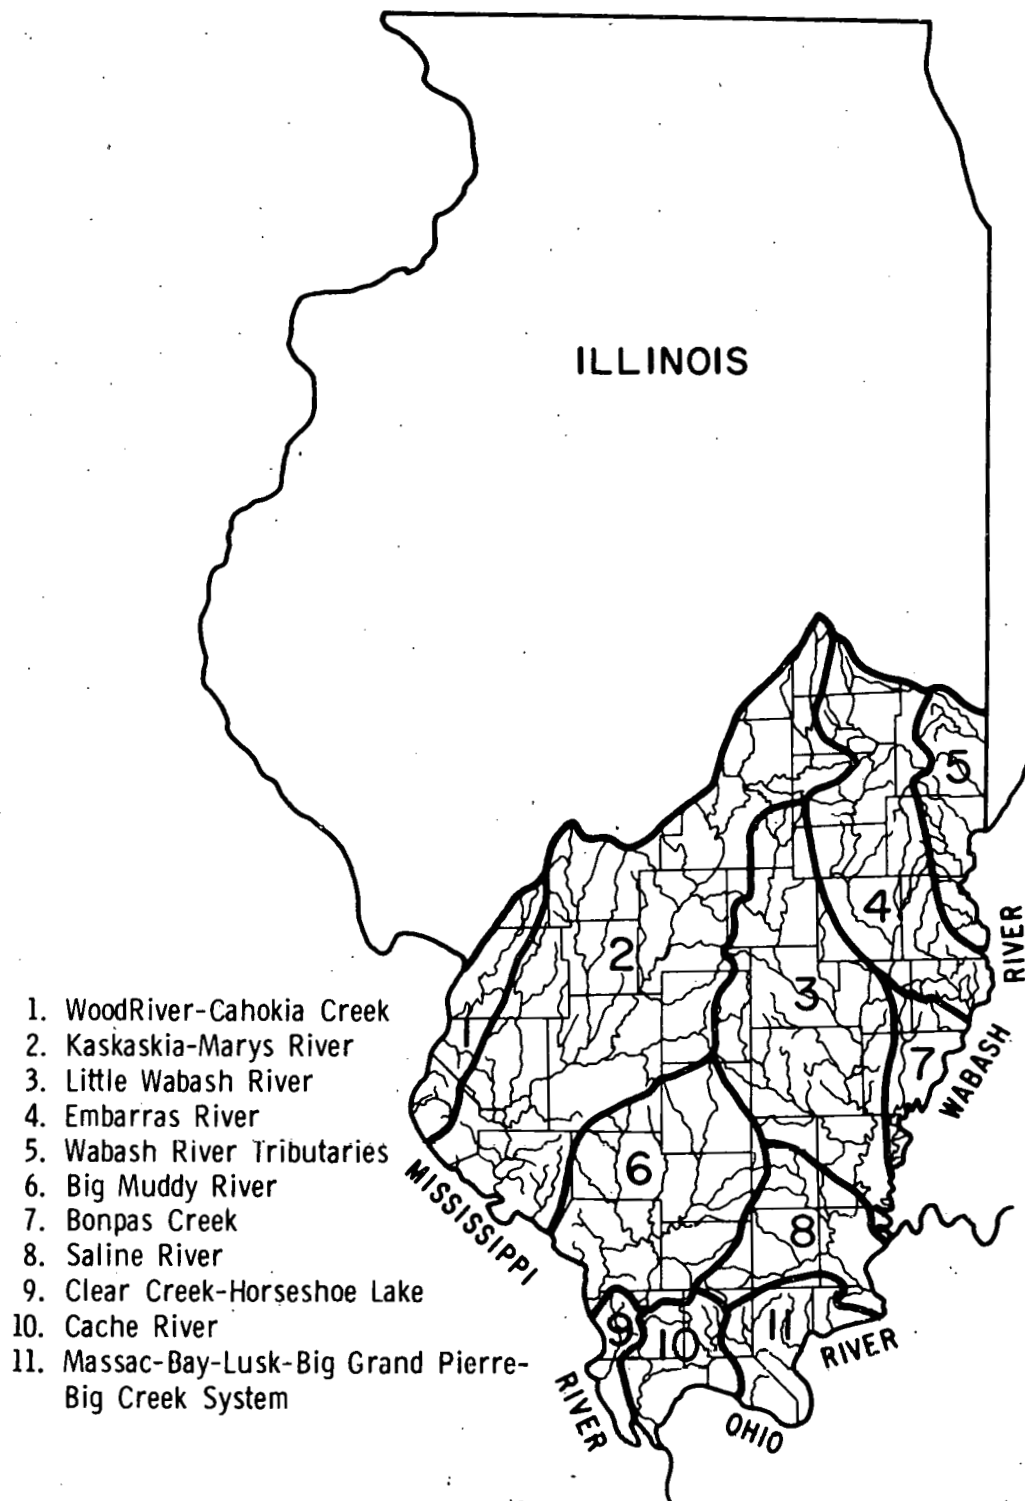 ILLINOIS
5
4
2
3
1
7
6
8
9
10
11
RIVER
WABASH
MISSISSIPPI
RIVER
OHIO
RIVER
1. WoodRiver-Cahokia Creek
2. Kaskaskia-Marys River
3. Little Wabash River
4. Embarras River
5. Wabash River Tributaries
6. Big Muddy River
7. Bonpas Creek
8. Saline River
9. Clear Creek-Horseshoe Lake
10. Cache River
11. Massac-Bay-Lusk-Big Grand Pierre-
Big Creek System